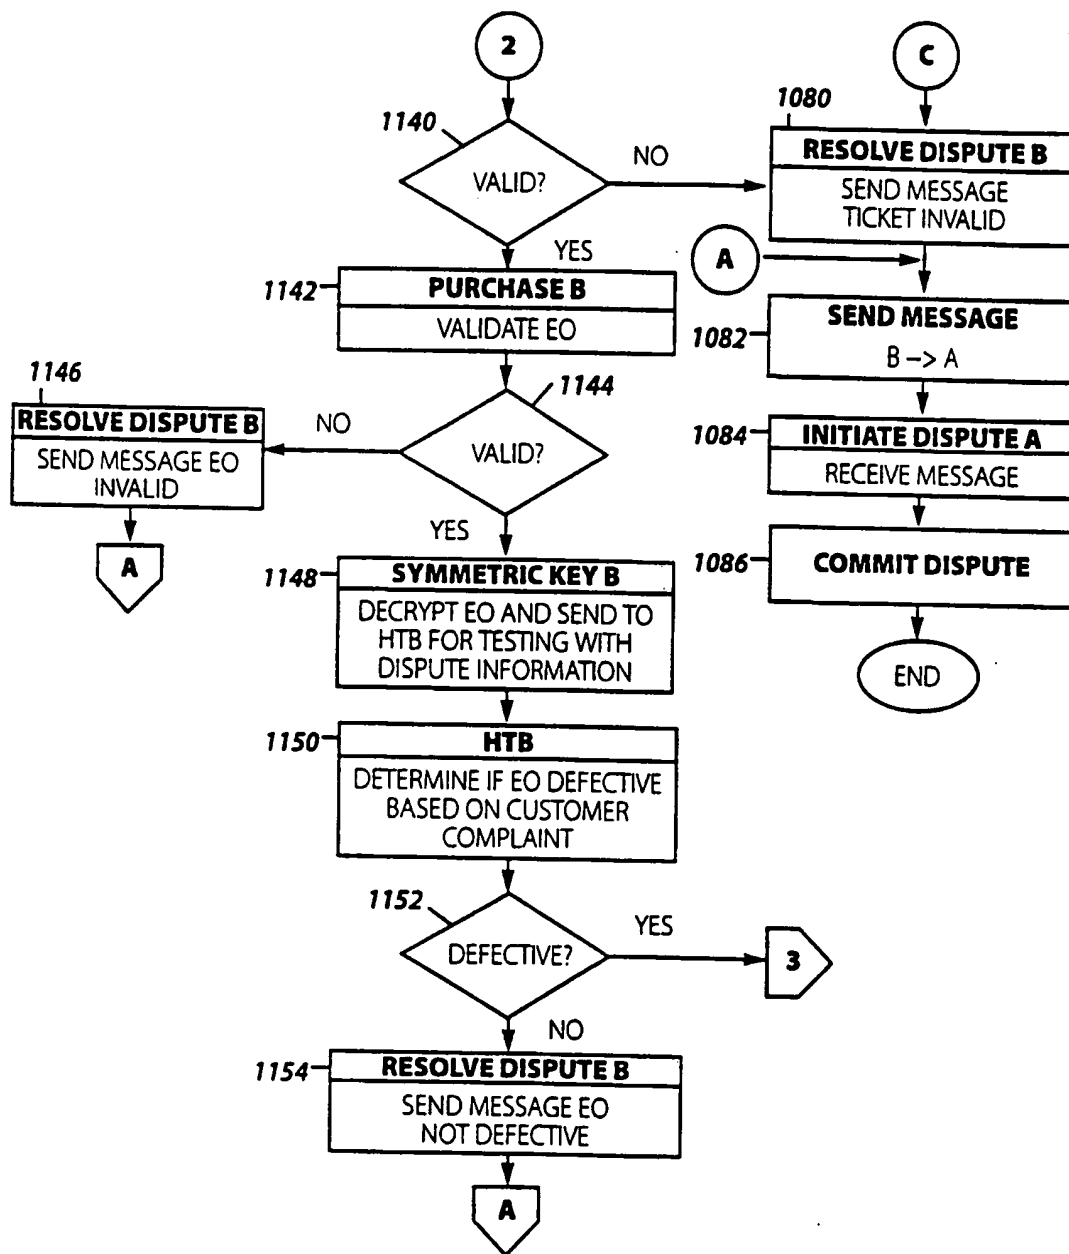 2
1140
VALID?
NO
YES
1142
PURCHASE B
VALIDATE EO
1144
VALID?
NO
1146
RESOLVE DISPUTE B
SEND MESSAGE EO
INVALID
A
YES
1148
SYMMETRIC KEY B
DECRYPT EO AND SEND TO
HTB FOR TESTING WITH
DISPUTE INFORMATION
1150
HTB
DETERMINE IF EO DEFECTIVE
BASED ON CUSTOMER
COMPLAINT
1152
DEFECTIVE?
YES
3
NO
1154
RESOLVE DISPUTE B
SEND MESSAGE EO
NOT DEFECTIVE
A
C
1080
RESOLVE DISPUTE B
SEND MESSAGE
TICKET INVALID
A
1082
SEND MESSAGE
B –> A
1084
INITIATE DISPUTE A
RECEIVE MESSAGE
1086
COMMIT DISPUTE
END